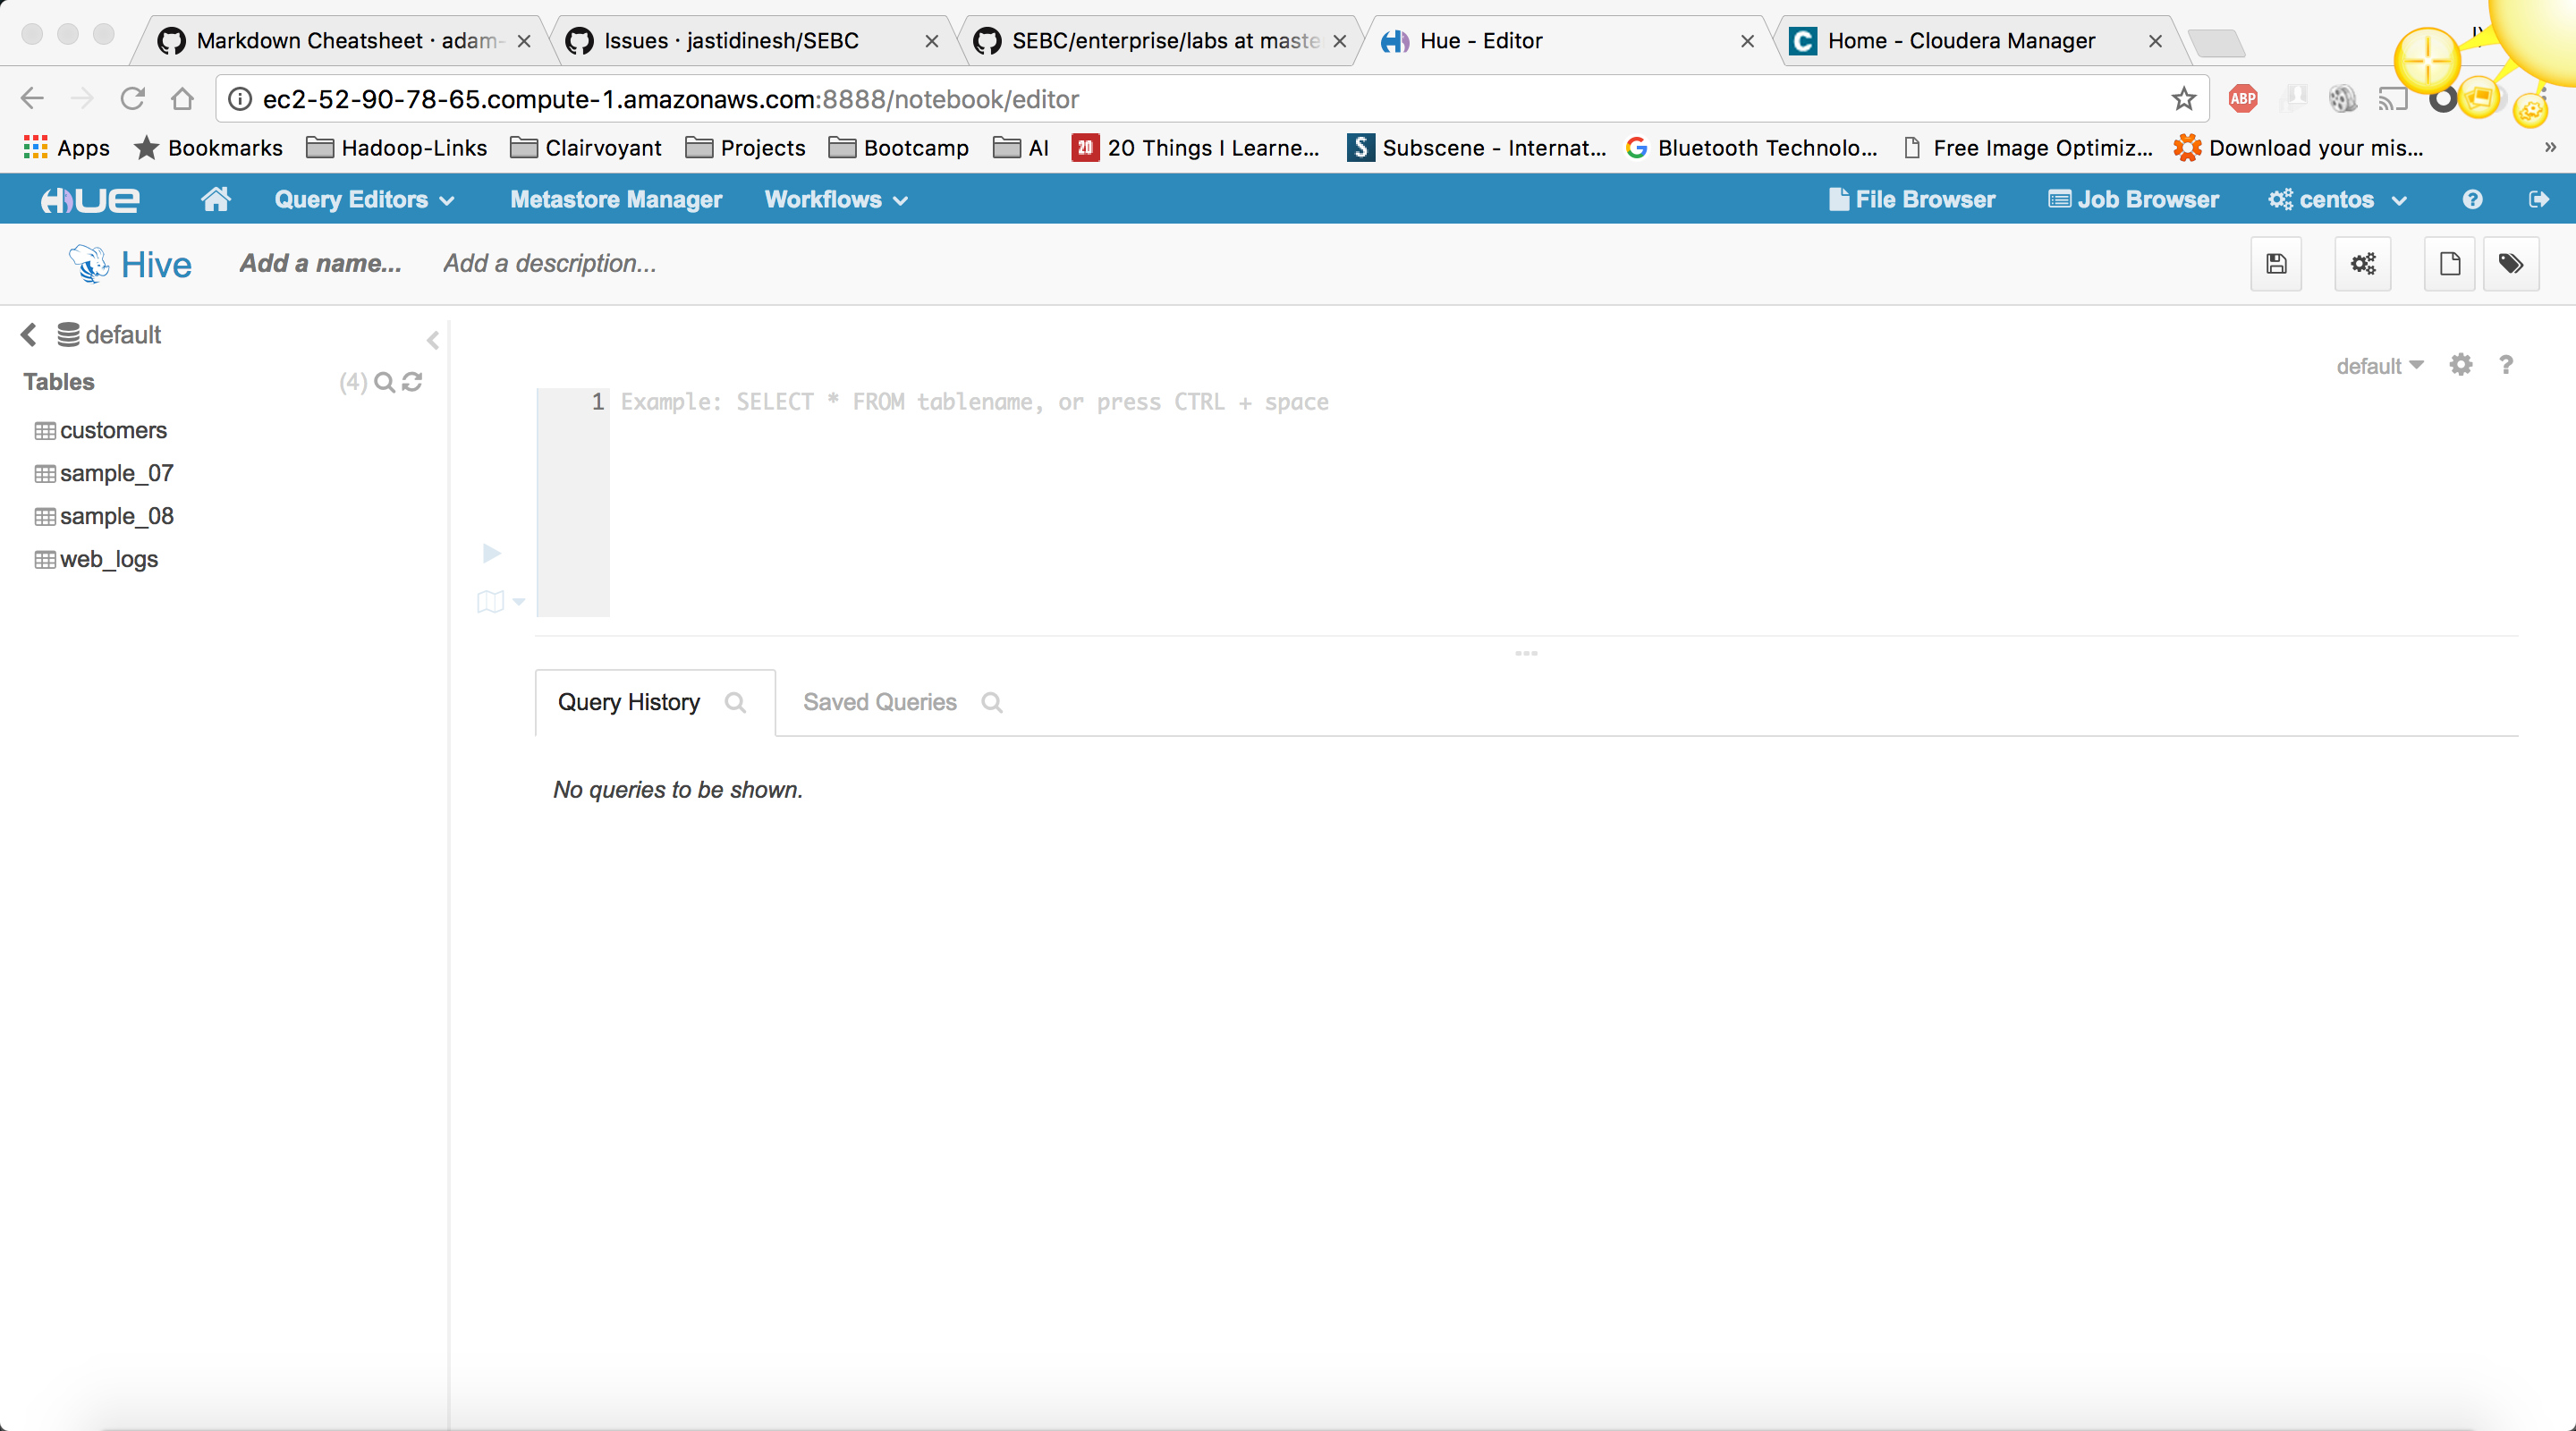 Markdown Cheatsheet · adam-
Issues · jastidinesh/SEBC
SEBC/enterprise/labs at maste
Hue - Editor
Home - Cloudera Manager
ec2-52-90-78-65.compute-1.amazonaws.com:8888/notebook/editor
ABP
Apps
Bookmarks
Hadoop-Links
Clairvoyant
Projects
Bootcamp
AI
20 Things I Learne...
Subscene - Internat...
Bluetooth Technolo...
Free Image Optimiz...
Download your mis...
»
HUE
Query Editors
Metastore Manager
Workflows
File Browser
Job Browser
centos
Hive
Add a name...
Add a description...
default
Tables
(4)
customers
sample_07
sample_08
web_logs
default
?
1 Example: SELECT * FROM tablename, or press CTRL + space
Query History
Saved Queries
No queries to be shown.